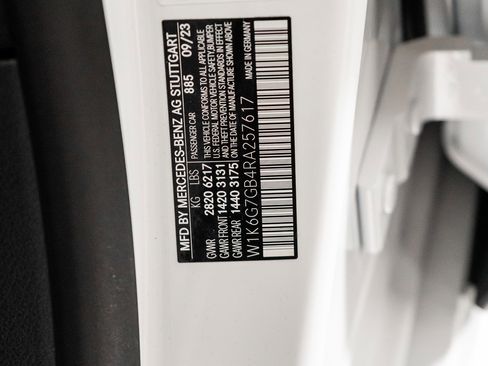 MFD BY MERCEDES-BENZ AG STUTTGART
PASSENGER CAR 885 09/23
KG LBS THIS VEHICLE CONFORMS TO ALL APPLICABLE
GVWR 2820 6217 U.S. FEDERAL MOTOR VEHICLE SAFETY, BUMPER
GAWR FRONT 1420 3131 AND THEFT PREVENTION STANDARDS IN EFFECT
GAWR REAR 1440 3175 ON THE DATE OF MANUFACTURE SHOWN ABOVE
W1K6G7GB4RA257617 MADE IN GERMANY